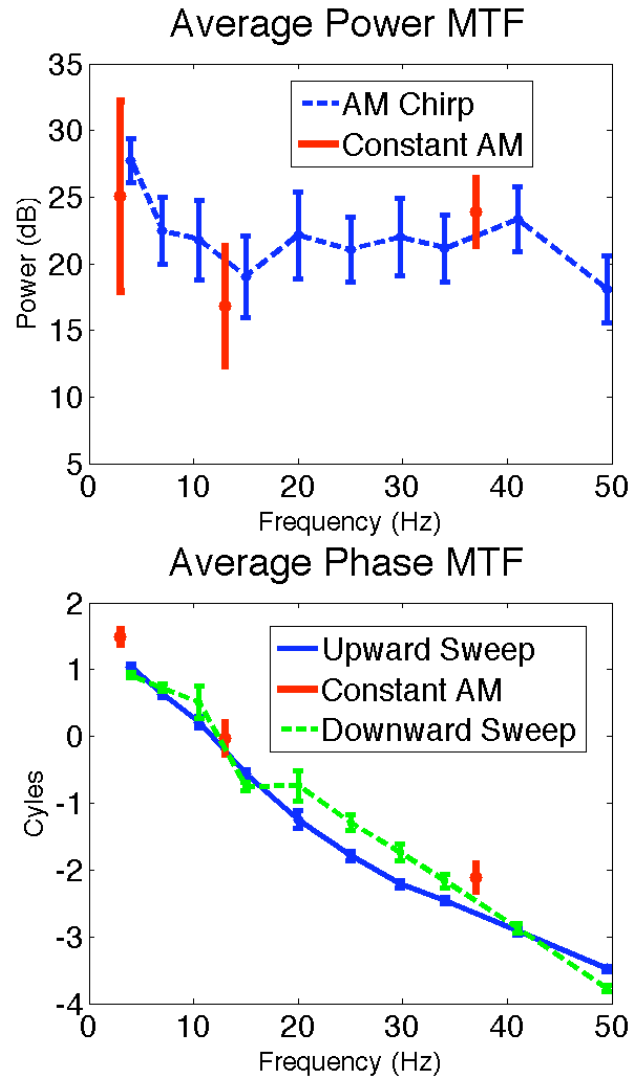 Average Power MTF
35
30
25
20
15
10
5
Power (dB)
AM Chirp
Constant AM
0 10 20 30 40 50
Frequency (Hz)
Average Phase MTF
2
1
0
-1
-2
-3
-4
Cyles
Upward Sweep
Constant AM
Downward Sweep
0 10 20 30 40 50
Frequency (Hz)